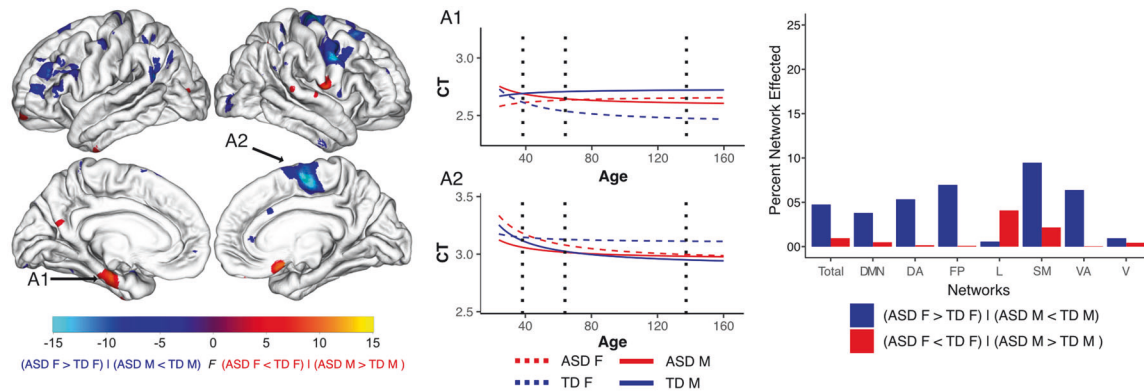 A2
A1
-15 -10 -5 0 5 10 15
(ASD F > TD F) | (ASD M < TD M) F (ASD F < TD F) | (ASD M > TD M )
A1
CT
3.0
2.5
40 80 120 160
Age
A2
CT
3.5
3.0
2.5
40 80 120 160
Age
ASD F ASD M
TD F TD M
Percent Network Effected
25
20
15
10
05
00
Total DMN DA FP L SM VA V
Networks
(ASD F > TD F) | (ASD M < TD M)
(ASD F < TD F) | (ASD M > TD M )